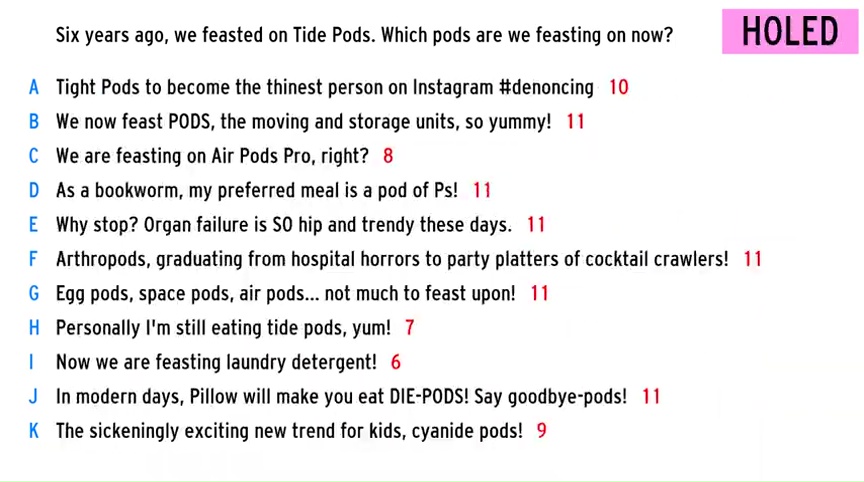 Six years ago, we feasted on Tide Pods. Which pods are we feasting on now?
HOLED
A Tight Pods to become the thinest person on Instagram #denoncing 10
B We now feast PODS, the moving and storage units, so yummy! 11
C We are feasting on Air Pods Pro, right? 8
D As a bookworm, my preferred meal is a pod of Ps! 11
E Why stop? Organ failure is SO hip and trendy these days. 11
F Arthropods, graduating from hospital horrors to party platters of cocktail crawlers! 11
G Egg pods, space pods, air pods... not much to feast upon! 11
H Personally I'm still eating tide pods, yum! 7
I Now we are feasting laundry detergent! 6
J In modern days, Pillow will make you eat DIE-PODS! Say goodbye-pods! 11
K The sickeningly exciting new trend for kids, cyanide pods! 9